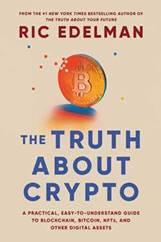 FROM THE #1 NEW YORK TIMES BESTSELLING AUTHOR OF
THE TRUTH ABOUT YOUR FUTURE
RIC EDELMAN
THE TRUTH
ABOUT
CRYPTO
A PRACTICAL, EASY-TO-UNDERSTAND GUIDE
TO BLOCKCHAIN, BITCOIN, NFTs, AND
OTHER DIGITAL ASSETS